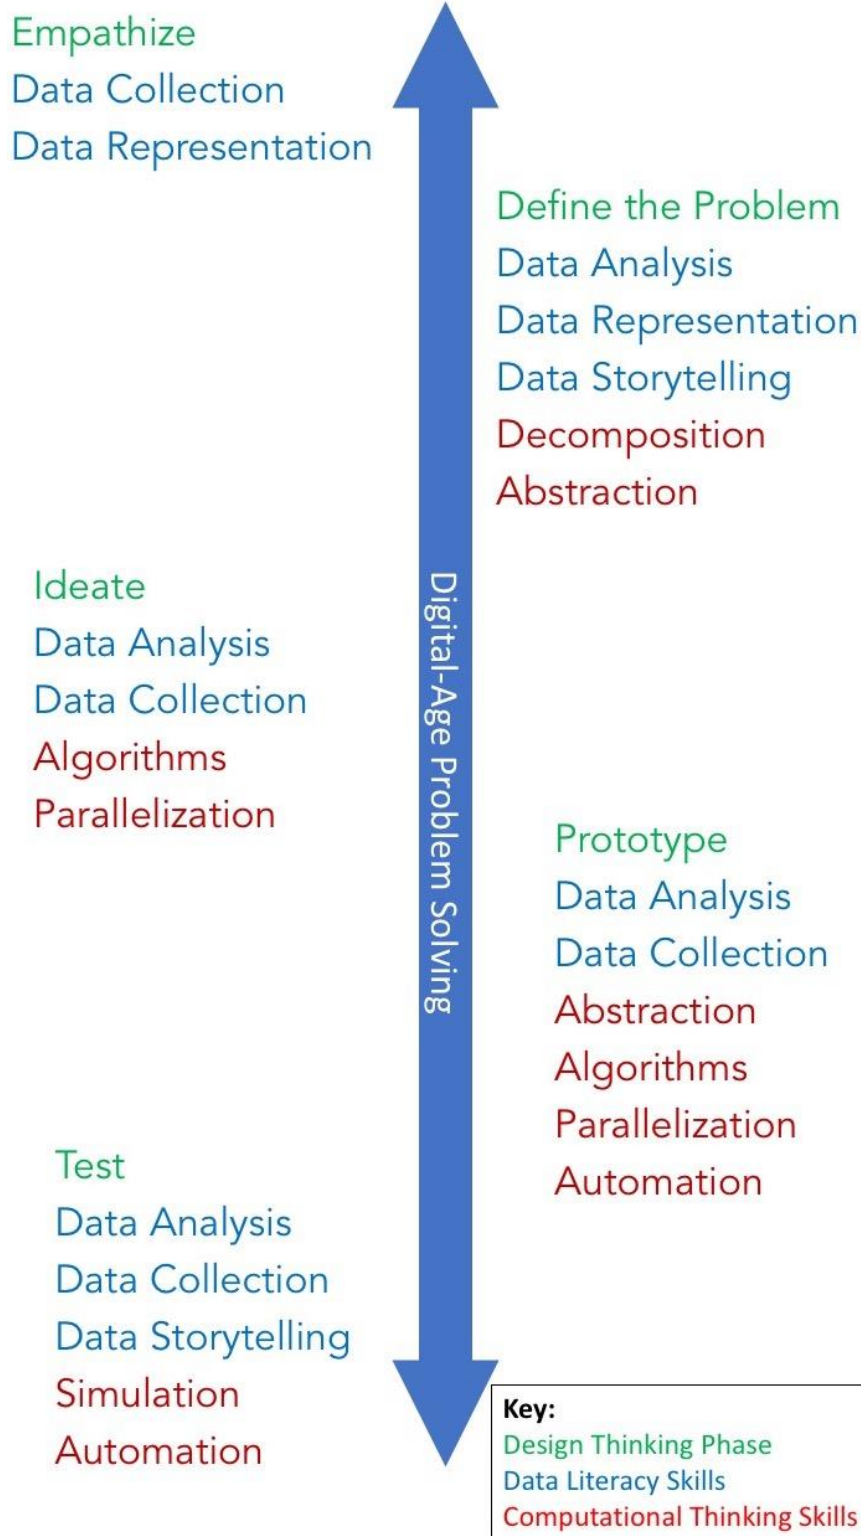 Empathize
Data Collection
Data Representation
Define the Problem
Data Analysis
Data Representation
Data Storytelling
Decomposition
Abstraction
Ideate
Data Analysis
Data Collection
Algorithms
Parallelization
Digital-Age Problem Solving
Prototype
Data Analysis
Data Collection
Abstraction
Algorithms
Parallelization
Automation
Test
Data Analysis
Data Collection
Data Storytelling
Simulation
Automation
Key:
Design Thinking Phase
Data Literacy Skills
Computational Thinking Skills